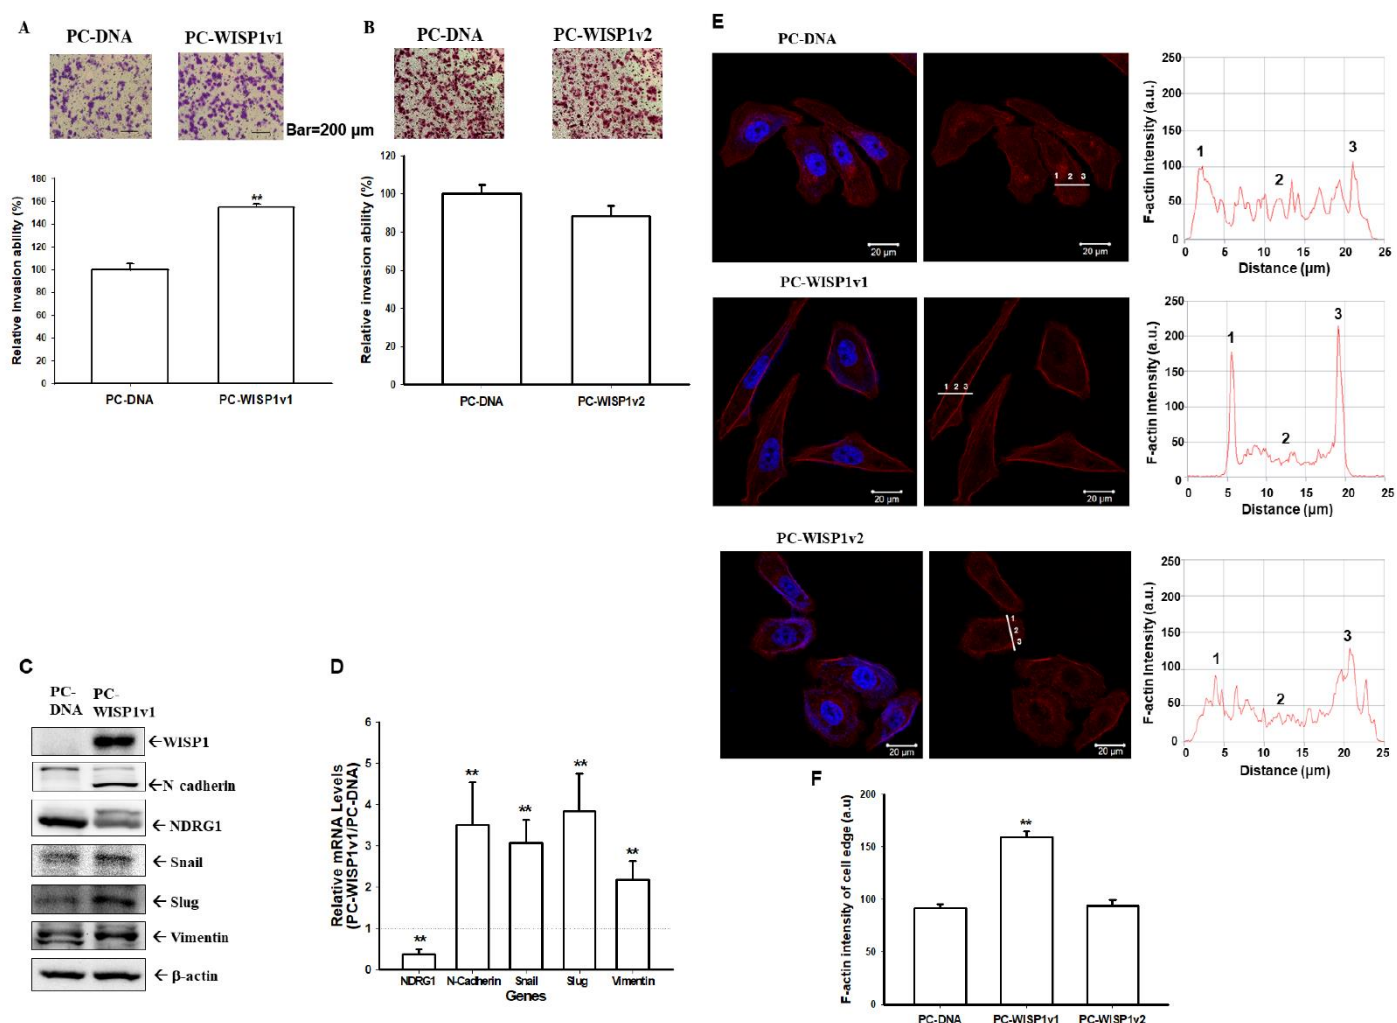 A
PC-DNA
PC-WISP1v1
Bar=200 µm
Relative invasion ability (%)
180
160
140
120
100
80
60
40
20
0
**
PC-DNA
PC-WISP1v1
B
PC-DNA
PC-WISP1v2
Relative invasion ability (%)
120
100
80
60
40
20
0
PC-DNA
PC-WISP1v2
C
PC-
DNA
PC-
WISP1v1
←WISP1
←N cadherin
←NDRG1
←Snail
←Slug
←Vimentin
←β-actin
D
Relative mRNA Levels
(PC-WISP1v1/PC-DNA)
6
5
4
3
2
1
0
**
**
**
**
**
NDRG1
N-Cadherin
Snail
Slug
Vimentin
Genes
E
PC-DNA
20 µm
1 2 3
20 µm
F-actin Intensity (a.u.)
250
200
150
100
50
0
1
2
3
0 5 10 15 20 25
Distance (µm)
PC-WISP1v1
20 µm
1 2 3
20 µm
F-actin Intensity (a.u.)
250
200
150
100
50
0
1
2
3
0 5 10 15 20 25
Distance (µm)
PC-WISP1v2
20 µm
1
2
3
20 µm
F-actin Intensity (a.u.)
250
200
150
100
50
0
1
2
3
0 5 10 15 20 25
Distance (µm)
F
F-actin intensity of cell edge (a.u)
200
150
100
50
0
**
PC-DNA
PC-WISP1v1
PC-WISP1v2